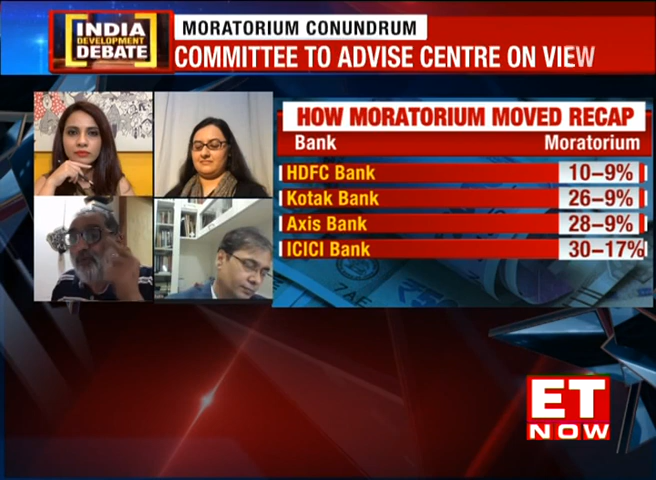 INDIA
DEVELOPMENT
DEBATE
MORATORIUM CONUNDRUM
COMMITTEE TO ADVISE CENTRE ON VIEW
HOW MORATORIUM MOVED RECAP
Bank Moratorium
HDFC Bank 10–9%
Kotak Bank 26–9%
Axis Bank 28–9%
ICICI Bank 30–17%
ET
NOW